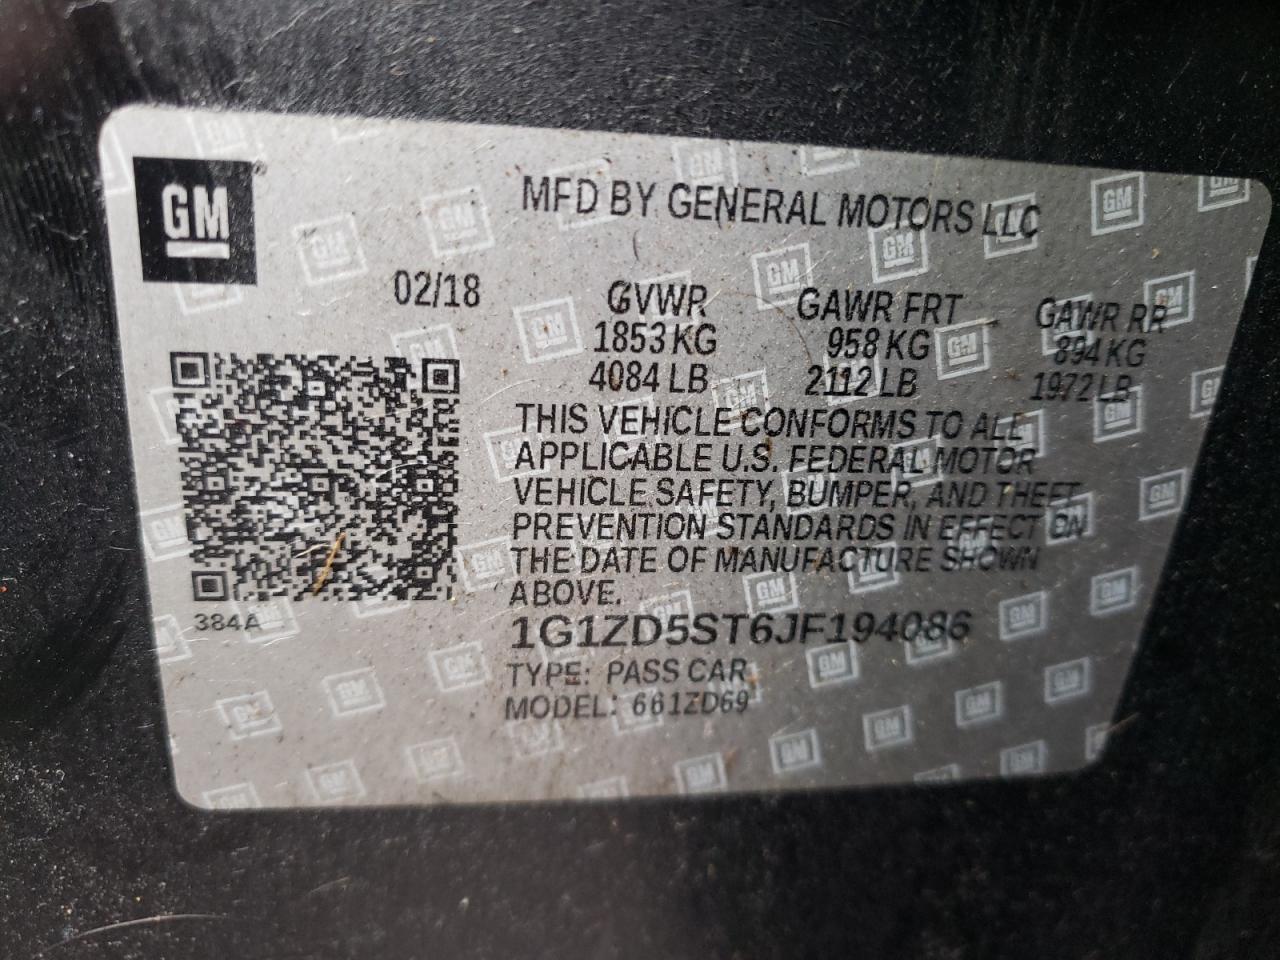 GM
MFD BY GENERAL MOTORS LLC
02/18
GVWR GAWR FRT GAWR RR
1853 KG 958 KG 894 KG
4084 LB 2112 LB 1972 LB
THIS VEHICLE CONFORMS TO ALL
APPLICABLE U.S. FEDERAL MOTOR
VEHICLE SAFETY, BUMPER, AND THEFT
PREVENTION STANDARDS IN EFFECT ON
THE DATE OF MANUFACTURE SHOWN
ABOVE.
384A
1G1ZD5ST6JF194086
TYPE: PASS CAR
MODEL: 661ZD69